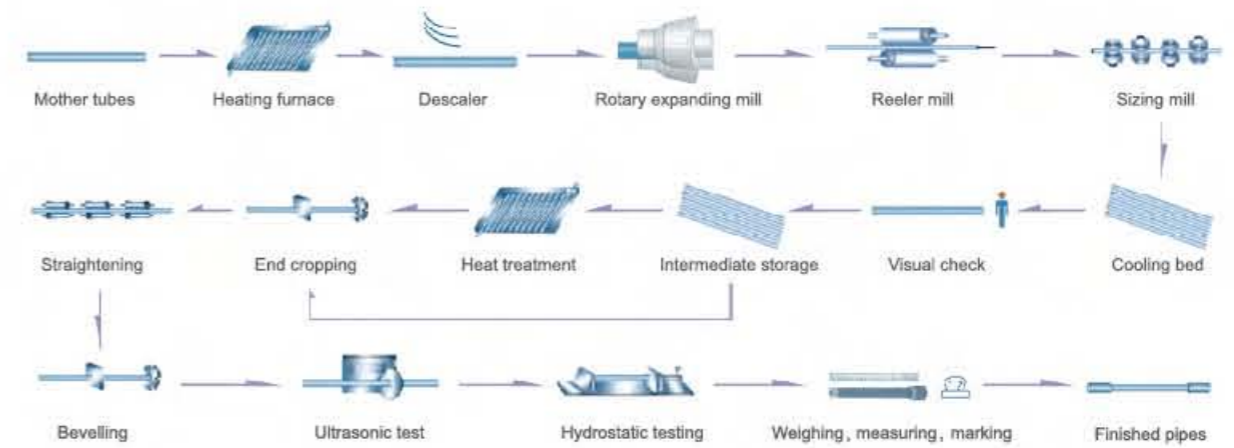 Mother tubes
Heating furnace
Descaler
Rotary expanding mill
Reeler mill
Sizing mill
Straightening
End cropping
Heat treatment
Intermediate storage
Visual check
Cooling bed
Bevelling
Ultrasonic test
Hydrostatic testing
Weighing, measuring, marking
Finished pipes